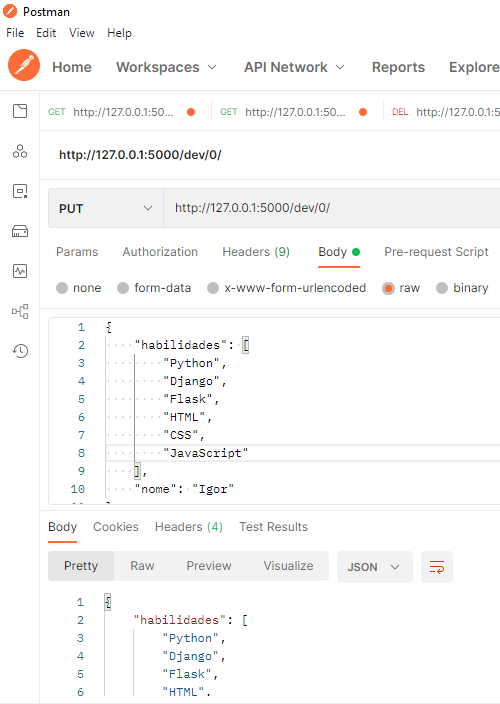 Postman
File Edit View Help
Home Workspaces API Network Reports Explore
GET http://127.0.0.1:50... GET http://127.0.0.1:50... DEL http://127.0.0.1:5
http://127.0.0.1:5000/dev/0/
PUT http://127.0.0.1:5000/dev/0/
Params Authorization Headers (9) Body Pre-request Script
none form-data x-www-form-urlencoded raw binary
1 {
2 "habilidades": [
3 "Python",
4 "Django",
5 "Flask",
6 "HTML",
7 "CSS",
8 "JavaScript"
9 ],
10 "nome": "Igor"
Body Cookies Headers (4) Test Results
Pretty Raw Preview Visualize JSON
1 {
2 "habilidades": [
3 "Python",
4 "Django",
5 "Flask",
6 "HTML",